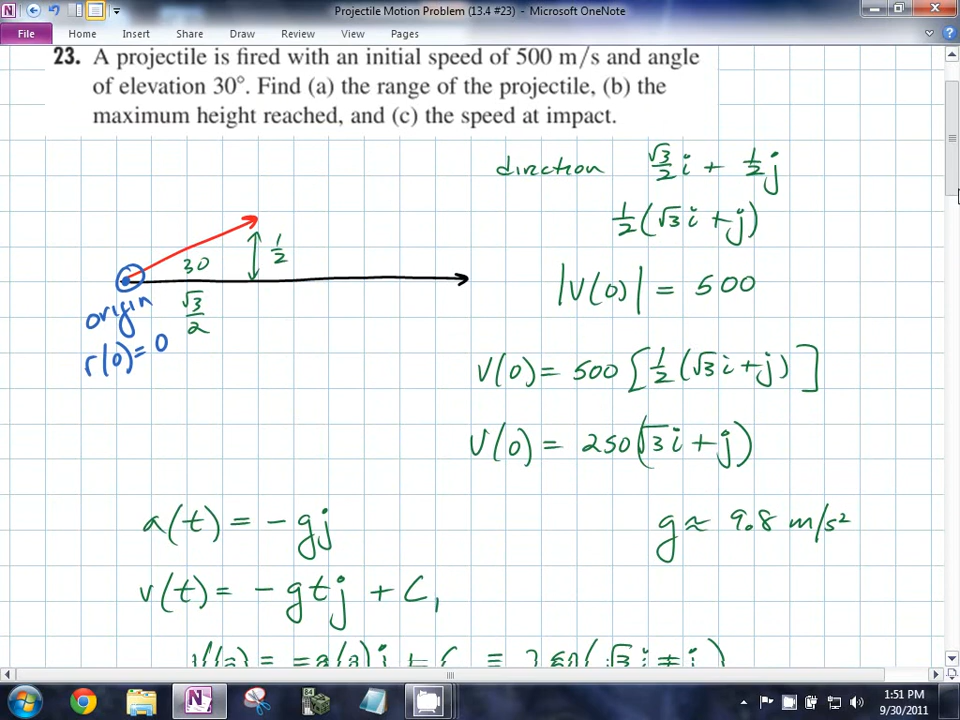 Projectile Motion Problem (13.4 #23) - Microsoft OneNote
File Home Insert Share Draw Review View Pages
23. A projectile is fired with an initial speed of 500 m/s and angle
of elevation 30°. Find (a) the range of the projectile, (b) the
maximum height reached, and (c) the speed at impact.
direction √3/2 i + 1/2 j
1/2(√3i + j)
30
1/2
√3/2
origin
r(0) = 0
|V(0)| = 500
V(0) = 500 [1/2(√3i + j)]
V(0) = 250(√3i + j)
a(t) = -gj
g ≈ 9.8 m/s²
v(t) = -gtj + C₁
1:51 PM
9/30/2011